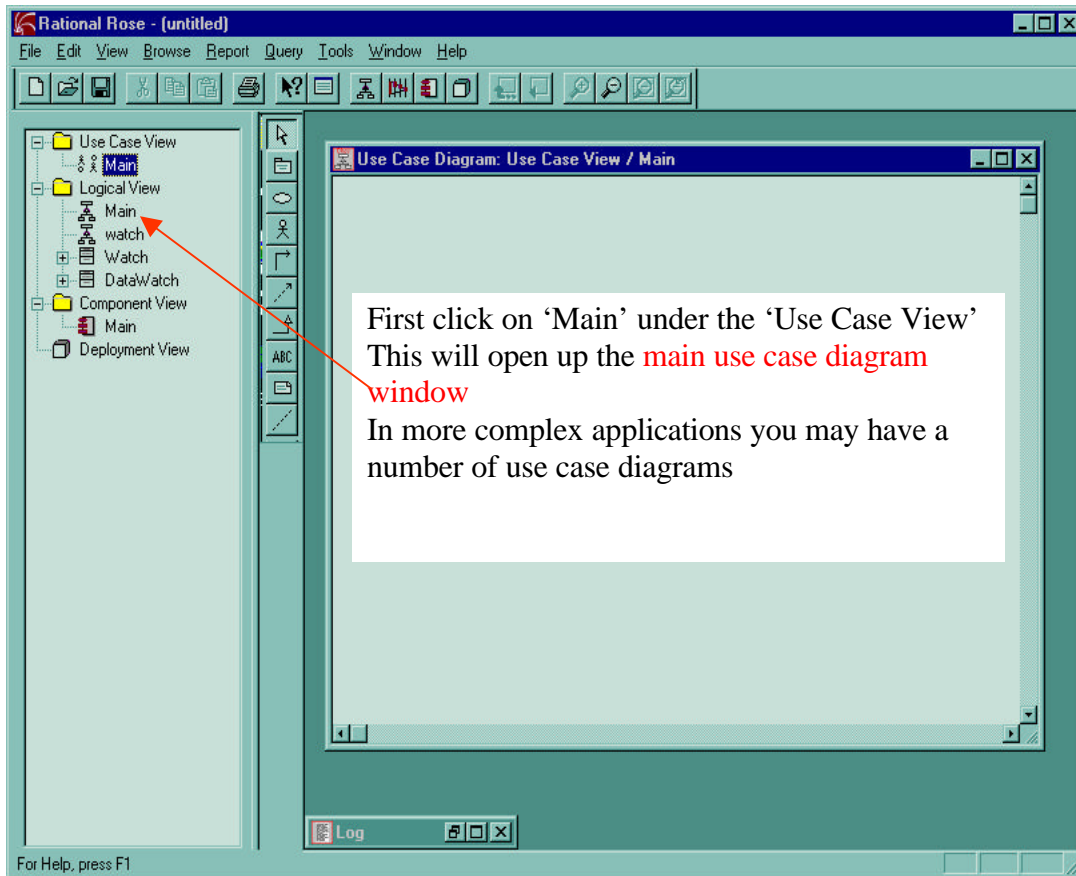 Rational Rose - (untitled)
File Edit View Browse Report Query Tools Window Help
Use Case View
Main
Logical View
Main
watch
Watch
DataWatch
Component View
Main
Deployment View
ABC
Use Case Diagram: Use Case View / Main
First click on ‘Main’ under the ‘Use Case View’
This will open up the main use case diagram
window
In more complex applications you may have a
number of use case diagrams
Log
For Help, press F1